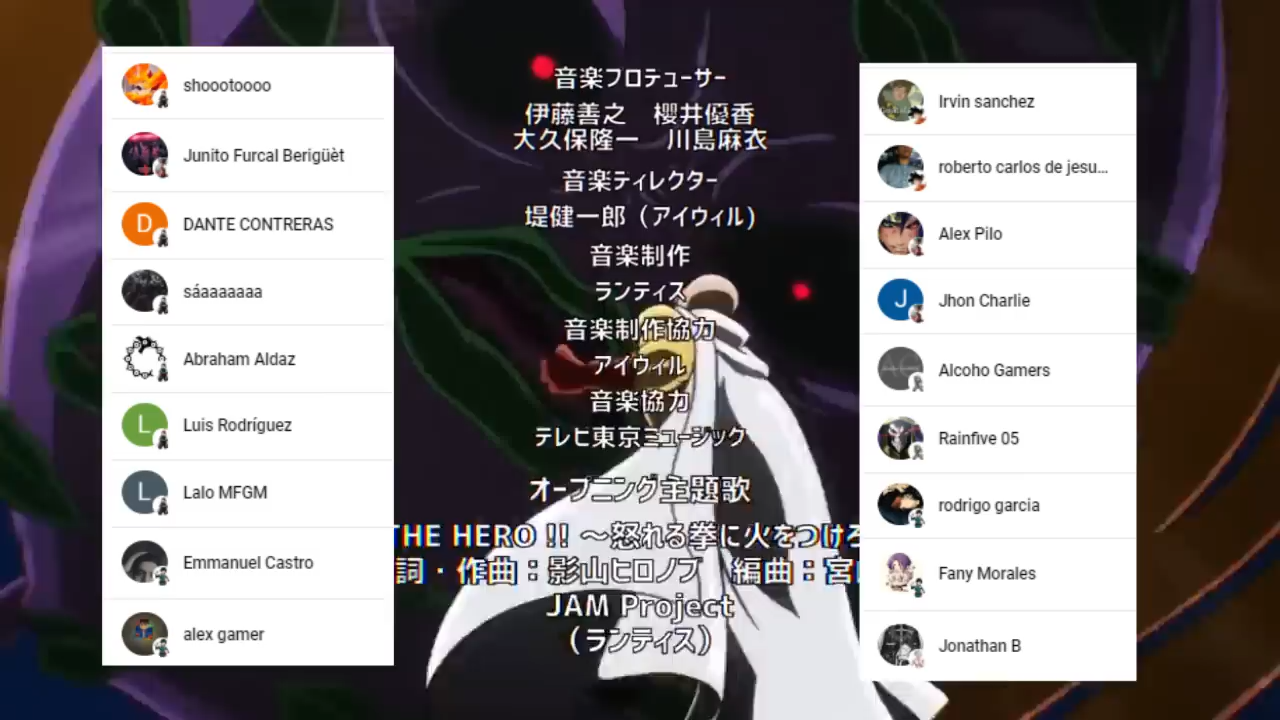 shoootoooo
Junito Furcal Berigüèt
D
DANTE CONTRERAS
sáaaaaaaa
Abraham Aldaz
L
Luis Rodríguez
L
Lalo MFGM
Emmanuel Castro
alex gamer
音楽プロデューサー
伊藤善之 櫻井優香
大久保隆一 川島麻衣
音楽ディレクター
堤健一郎(アイウィル)
音楽制作
ランティス
音楽制作協力
アイウィル
音楽協力
テレビ東京ミュージック
オープニング主題歌
THE HERO !! ～怒れる拳に火をつけろ
詞・作曲:影山ヒロノブ 編曲:宮
JAM Project
(ランティス)
Irvin sanchez
roberto carlos de jesu...
Alex Pilo
J
Jhon Charlie
Alcoho Gamers
Rainfive 05
rodrigo garcia
Fany Morales
Jonathan B